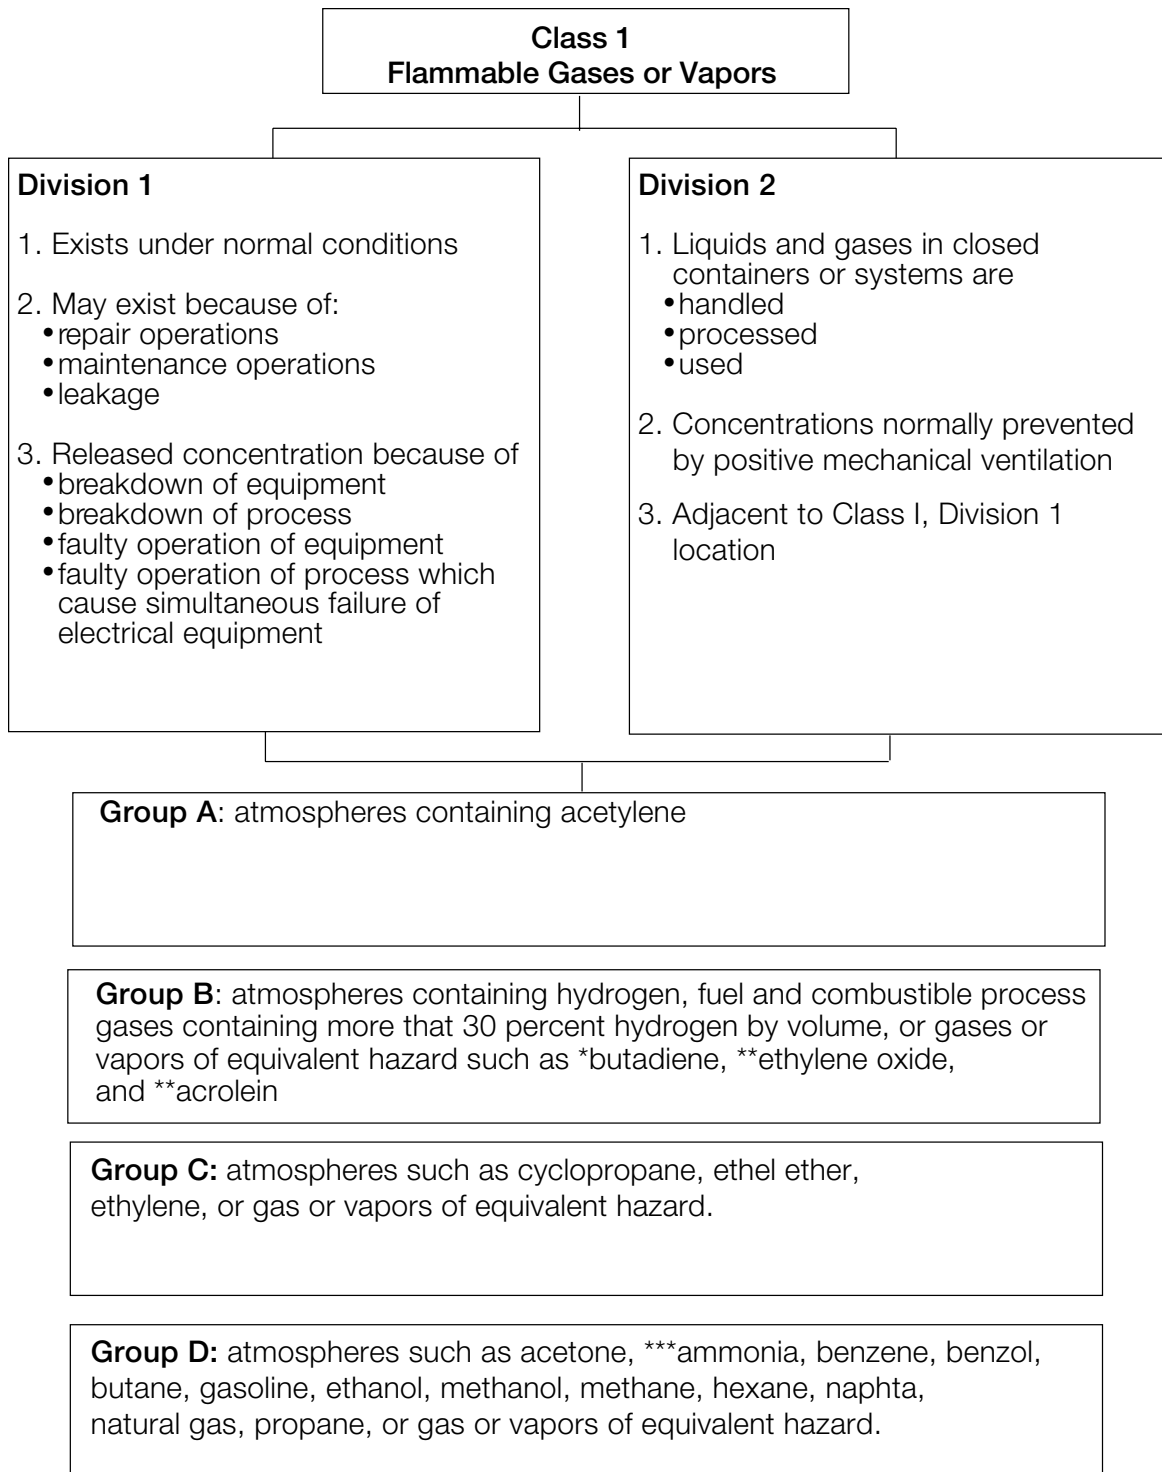 Class 1
Flammable Gases or Vapors
Division 1
1. Exists under normal conditions
2. May exist because of:
•repair operations
•maintenance operations
•leakage
3. Released concentration because of
•breakdown of equipment
•breakdown of process
•faulty operation of equipment
•faulty operation of process which
cause simultaneous failure of
electrical equipment
Division 2
1. Liquids and gases in closed
containers or systems are
•handled
•processed
•used
2. Concentrations normally prevented
by positive mechanical ventilation
3. Adjacent to Class I, Division 1
location
Group A: atmospheres containing acetylene
Group B: atmospheres containing hydrogen, fuel and combustible process
gases containing more that 30 percent hydrogen by volume, or gases or
vapors of equivalent hazard such as *butadiene, **ethylene oxide,
and **acrolein
Group C: atmospheres such as cyclopropane, ethel ether,
ethylene, or gas or vapors of equivalent hazard.
Group D: atmospheres such as acetone, ***ammonia, benzene, benzol,
butane, gasoline, ethanol, methanol, methane, hexane, naphta,
natural gas, propane, or gas or vapors of equivalent hazard.